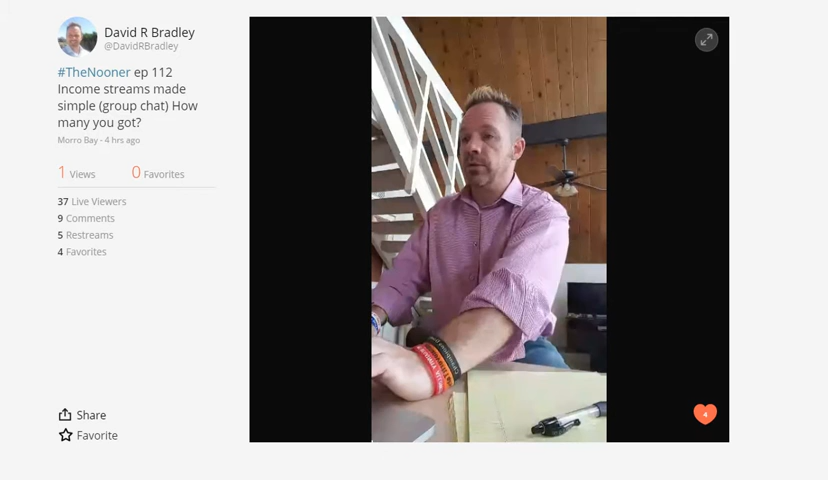 David R Bradley
@DavidRBradley
#TheNooner ep 112
Income streams made
simple (group chat) How
many you got?
Morro Bay - 4 hrs ago
1 Views 0 Favorites
37 Live Viewers
9 Comments
5 Restreams
4 Favorites
4
Share
Favorite